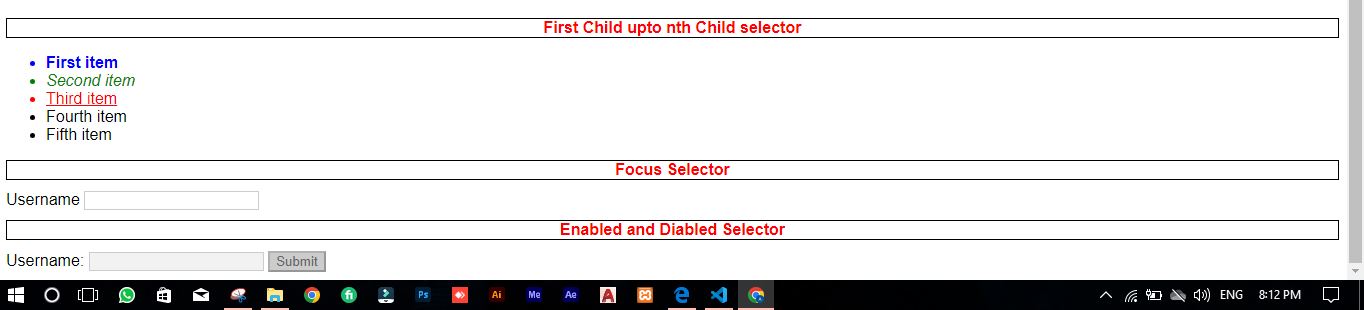 First Child upto nth Child selector
First item
Second item
Third item
Fourth item
Fifth item
Focus Selector
Username
Enabled and Diabled Selector
Username: Submit
Ps Ai Me Ae A ENG 8:12 PM